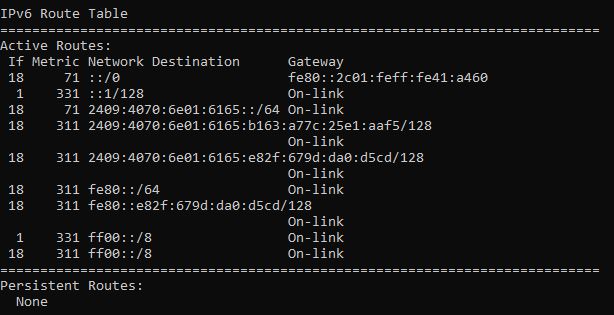 IPv6 Route Table
===========================================================================
Active Routes:
 If Metric Network Destination      Gateway
 18     71 ::/0                     fe80::2c01:feff:fe41:a460
  1    331 ::1/128                  On-link
 18     71 2409:4070:6e01:6165::/64 On-link
 18    311 2409:4070:6e01:6165:b163:a77c:25e1:aaf5/128
                                    On-link
 18    311 2409:4070:6e01:6165:e82f:679d:da0:d5cd/128
                                    On-link
 18    311 fe80::/64                On-link
 18    311 fe80::e82f:679d:da0:d5cd/128
                                    On-link
  1    331 ff00::/8                 On-link
 18    311 ff00::/8                 On-link
===========================================================================
Persistent Routes:
  None